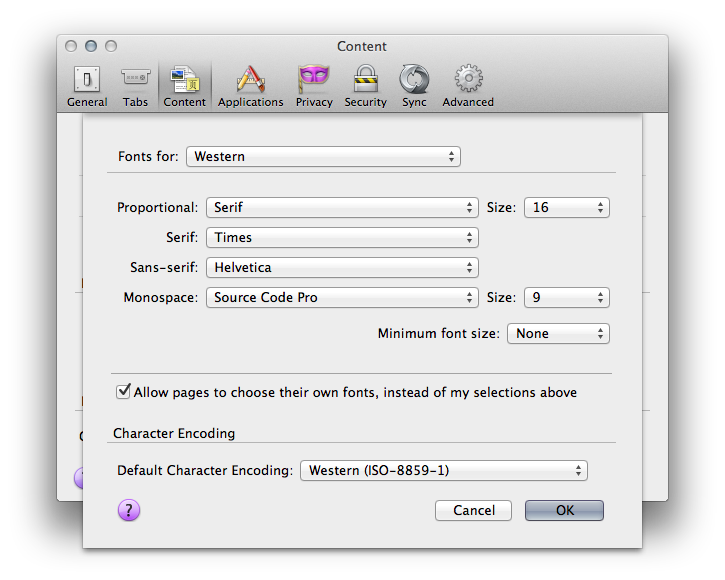 Content
General Tabs Content Applications Privacy Security Sync Advanced
Fonts for: Western
Proportional: Serif Size: 16
Serif: Times
Sans-serif: Helvetica
Monospace: Source Code Pro Size: 9
Minimum font size: None
Allow pages to choose their own fonts, instead of my selections above
Character Encoding
Default Character Encoding: Western (ISO-8859-1)
? Cancel OK